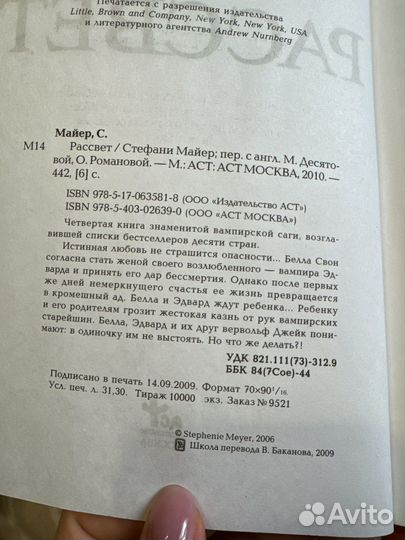 Печатается с разрешения издательства
Little, Brown and Company, New York, New York, USA
и литературного агентства Andrew Nurnberg
РАССВЕТ
Майер, С.
М14 Рассвет / Стефани Майер; пер. с англ. М. Десято-
вой, О. Романовой. — М.: АСТ: АСТ МОСКВА, 2010. —
442, [6] с.
ISBN 978-5-17-063581-8 (ООО «Издательство АСТ»)
ISBN 978-5-403-02639-0 (ООО «АСТ МОСКВА»)
Четвертая книга знаменитой вампирской саги, возгла-
вившей списки бестселлеров десяти стран.
Истинная любовь не страшится опасности... Белла Свон
согласна стать женой своего возлюбленного — вампира Эд-
варда и принять его дар бессмертия. Однако после первых
же дней немеркнущего счастья ее жизнь превращается
в кромешный ад. Белла и Эдвард ждут ребенка... Ребенку
и его родителям грозит жестокая казнь от рук вампирских
старейшин. Белла, Эдвард и их друг вервольф Джейк пони-
мают: в одиночку им не выстоять. Но что же делать?!
УДК 821.111(73)-312.9
ББК 84(7Сое)-44
Подписано в печать 14.09.2009. Формат 70×90¹/₁₆.
Усл. печ. л. 31,30. Тираж 10000 экз. Заказ № 9521
© Stephenie Meyer, 2006
Школа перевода В. Баканова, 2009
Avito